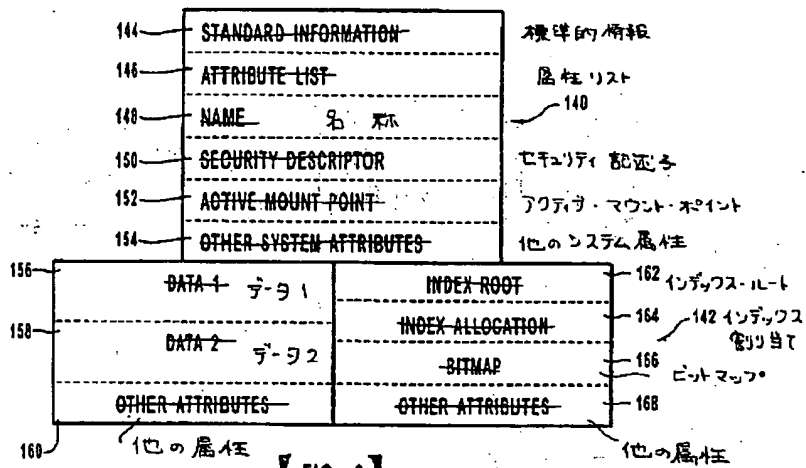 144 STANDARD INFORMATION 標準的情報
146 ATTRIBUTE LIST 属性リスト
140
148 NAME 名称
150 SECURITY DESCRIPTOR セキュリティ記述子
152 ACTIVE MOUNT POINT アクティブ・マウント・ポイント
154 OTHER SYSTEM ATTRIBUTES 他のシステム属性
156 DATA 1 データ1 INDEX ROOT 162 インデックス・ルート
INDEX ALLOCATION 164
142 インデックス
割り当て
158 DATA 2 データ2 BITMAP 166
ビットマップ
OTHER ATTRIBUTES OTHER ATTRIBUTES 168
160 他の属性 他の属性